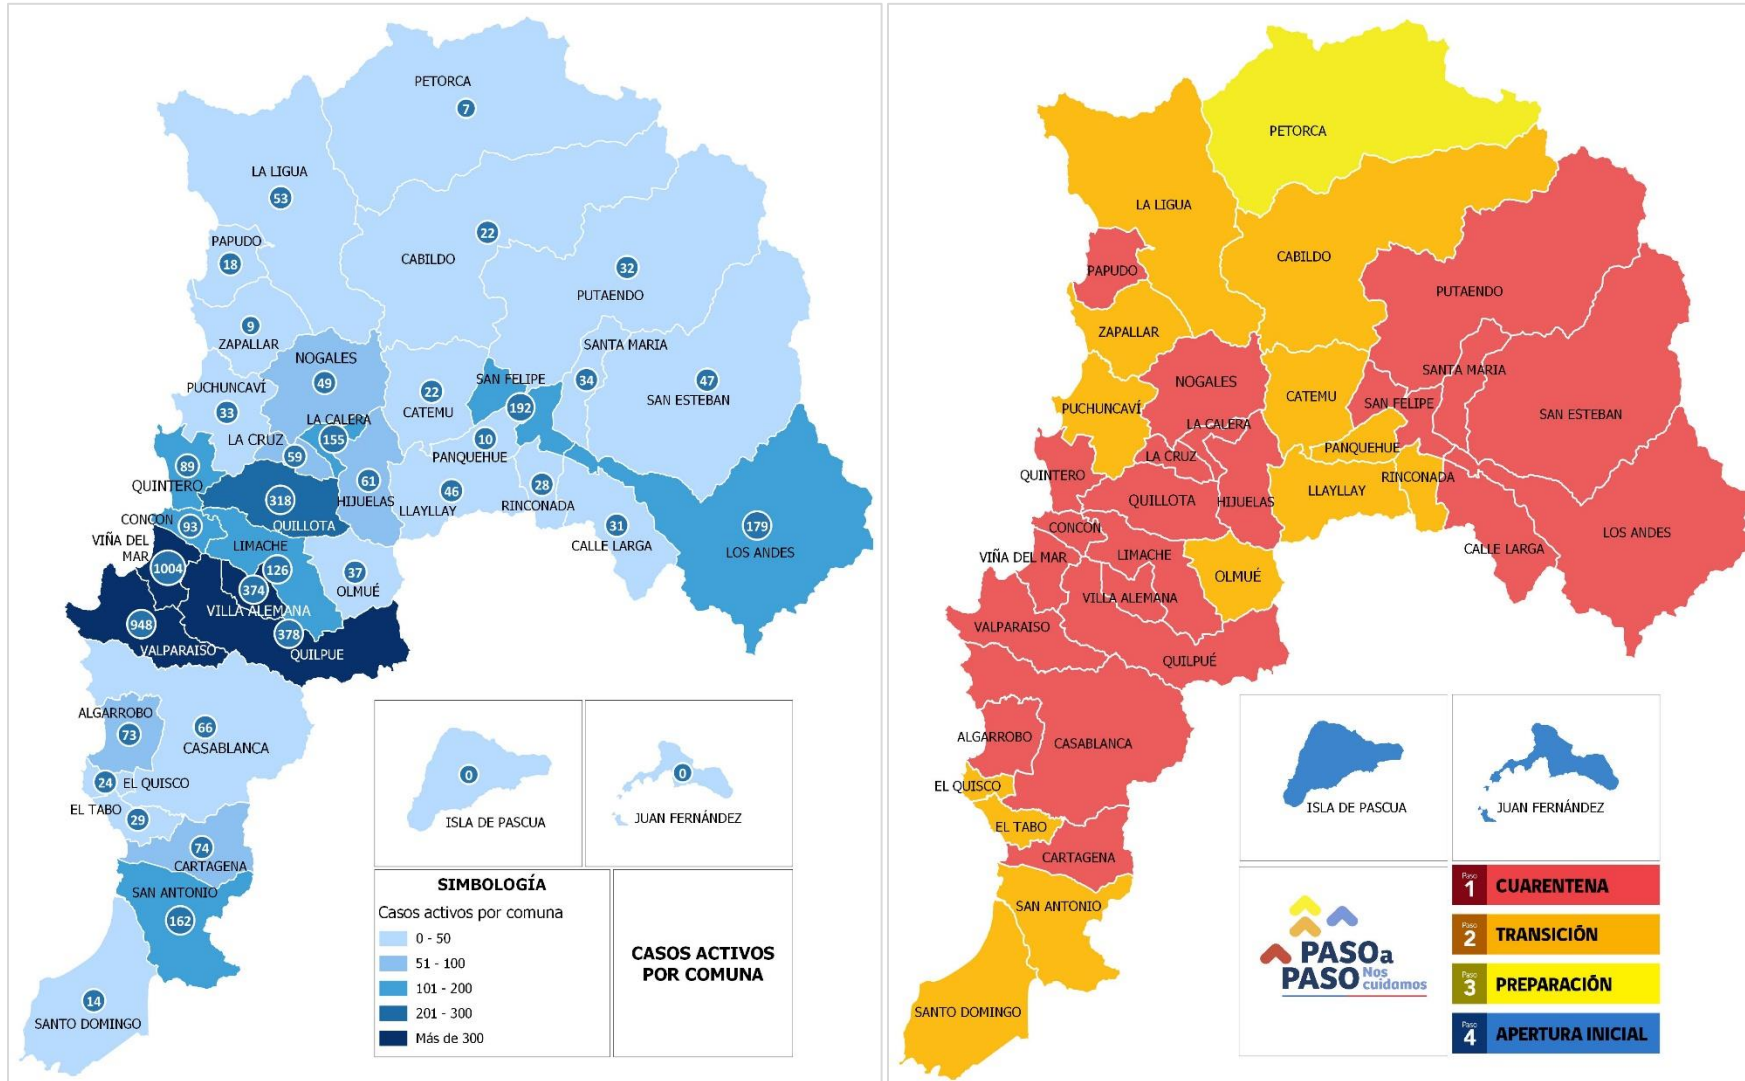 PETORCA
7
LA LIGUA
53
PAPUDO
18
22
CABILDO
32
PUTAENDO
9
ZAPALLAR
SANTA MARIA
34
47
SAN ESTEBAN
NOGALES
49
PUCHUNCAVÍ
33
22
CATEMU
SAN FELIPE
192
LA CALERA
155
LA CRUZ
59
10
PANQUEHUE
89
QUINTERO
61
HIJUELAS
46
LLAYLLAY
28
RINCONADA
318
QUILLOTA
31
CALLE LARGA
179
LOS ANDES
CONCÓN
93
VIÑA DEL
MAR
1004
LIMACHE
126
37
OLMUÉ
374
VILLA ALEMANA
948
VALPARAISO
378
QUILPUE
ALGARROBO
73
66
CASABLANCA
24
EL QUISCO
EL TABO
29
74
CARTAGENA
SAN ANTONIO
162
14
SANTO DOMINGO
0
ISLA DE PASCUA
0
JUAN FERNÁNDEZ
SIMBOLOGÍA
Casos activos por comuna
0 - 50
51 - 100
101 - 200
201 - 300
Más de 300
CASOS ACTIVOS
POR COMUNA
PETORCA
LA LIGUA
CABILDO
PAPUDO
PUTAENDO
ZAPALLAR
SANTA MARIA
NOGALES
CATEMU
SAN FELIPE
SAN ESTEBAN
PUCHUNCAVÍ
LA CALERA
PANQUEHUE
LA CRUZ
QUINTERO
RINCONADA
LLAYLLAY
QUILLOTA
HIJUELAS
CONCÓN
LOS ANDES
VIÑA DEL MAR
LIMACHE
CALLE LARGA
OLMUÉ
VILLA ALEMANA
VALPARAISO
QUILPUÉ
ALGARROBO
CASABLANCA
EL QUISCO
EL TABO
CARTAGENA
SAN ANTONIO
SANTO DOMINGO
ISLA DE PASCUA
JUAN FERNÁNDEZ
PASO a
PASO Nos
cuidamos
Paso 1 CUARENTENA
Paso 2 TRANSICIÓN
Paso 3 PREPARACIÓN
Paso 4 APERTURA INICIAL